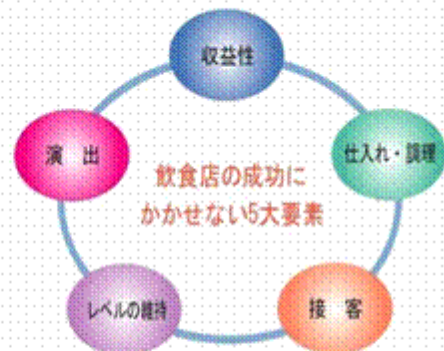 収益性
演出
仕入れ・調理
飲食店の成功に
かかせない5大要素
レベルの維持
接客